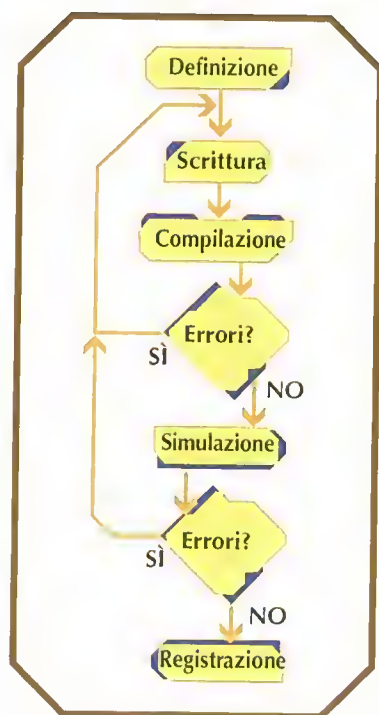 Definizione
Scrittura
Compilazione
Errori?
SÌ
NO
Simulazione
Errori?
SÌ
NO
Registrazione